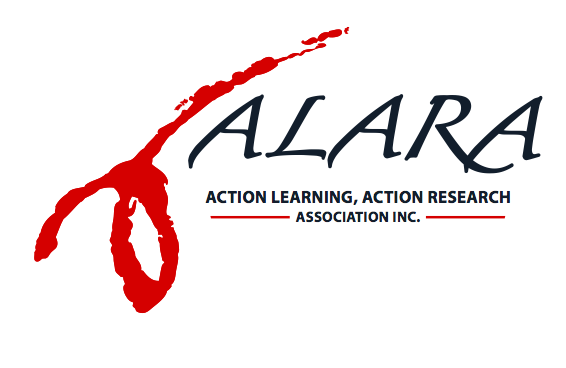 ALARA
ACTION LEARNING, ACTION RESEARCH
ASSOCIATION INC.